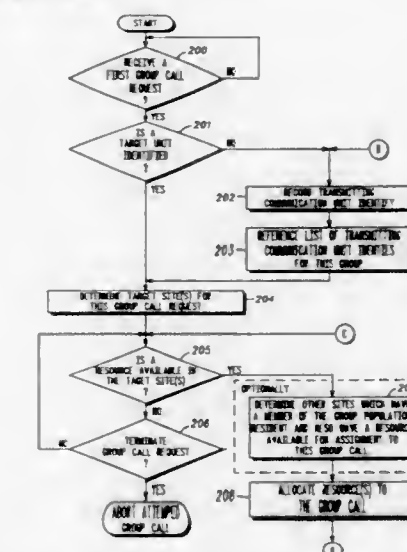 START
200
RECEIVE A
FIRST GROUP CALL
REQUEST
?
NO
YES
201
IS A
TARGET UNIT
IDENTIFIED
?
NO
YES
B
202
RECORD TRANSMITTING
COMMUNICATION UNIT IDENTITY
203
REFERENCE LIST OF TRANSMITTING
COMMUNICATION UNIT IDENTITIES
FOR THIS GROUP
DETERMINE TARGET SITE(S) FOR
THIS GROUP CALL REQUEST
204
C
205
IS A
RESOURCE AVAILABLE IN
THE TAGET SITE(S)
?
YES
NO
OPTIONALLY
DETERMINE OTHER SITES WHICH HAVE
A MEMBER OF THE GROUP POPULATION
RESIDENT AND ALSO HAVE A RESOURCE
AVAILABLE FOR ASSIGNMENT TO
THIS GROUP CALL
206
TERMINATE
GROUP CALL REQUEST
?
NO
YES
208
ALLOCATE RESOURCE(S) TO
THE GROUP CALL
ABORT ATTEMPTED
GROUP CALL